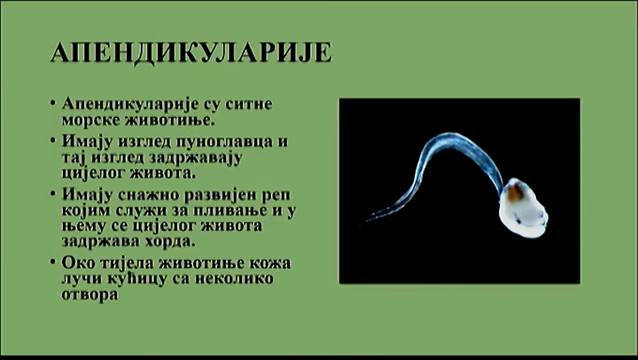 АПЕНДИКУЛАРИЈЕ
• Апендикуларије су ситне
морске животиње.
• Имају изглед пуноглавца и
тај изглед задржавају
цијелог живота.
• Имају снажно развијен реп
којим служи за пливање и у
њему се цијелог живота
задржава хорда.
• Око тијела животиње кожа
лучи кућицу са неколико
отвора